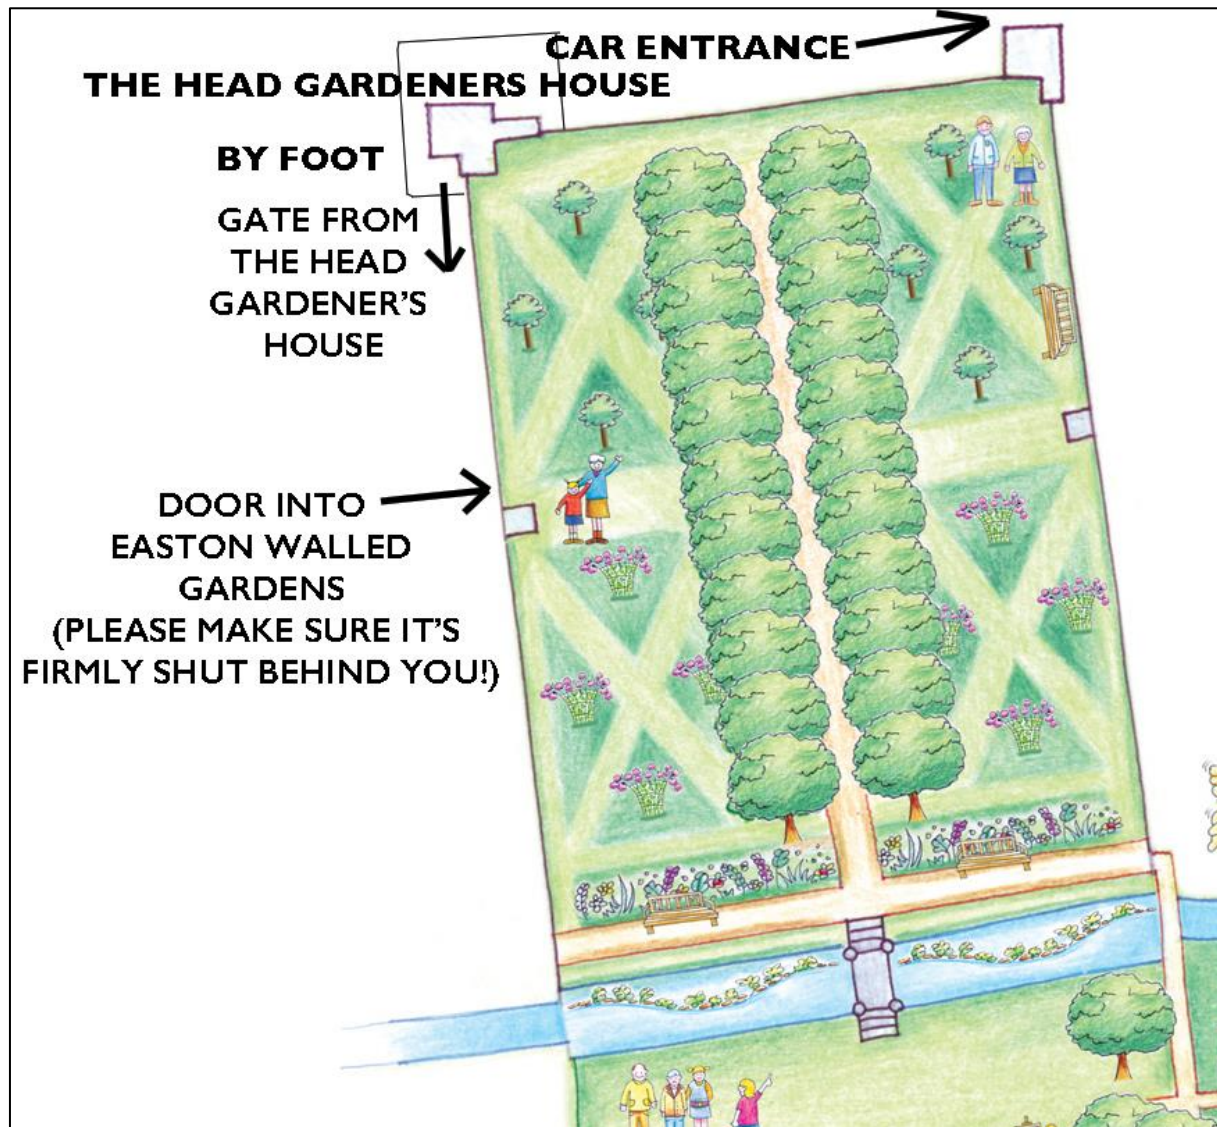 CAR ENTRANCE
THE HEAD GARDENERS HOUSE
BY FOOT
GATE FROM
THE HEAD
GARDENER'S
HOUSE
DOOR INTO
EASTON WALLED
GARDENS
(PLEASE MAKE SURE IT'S
FIRMLY SHUT BEHIND YOU!)